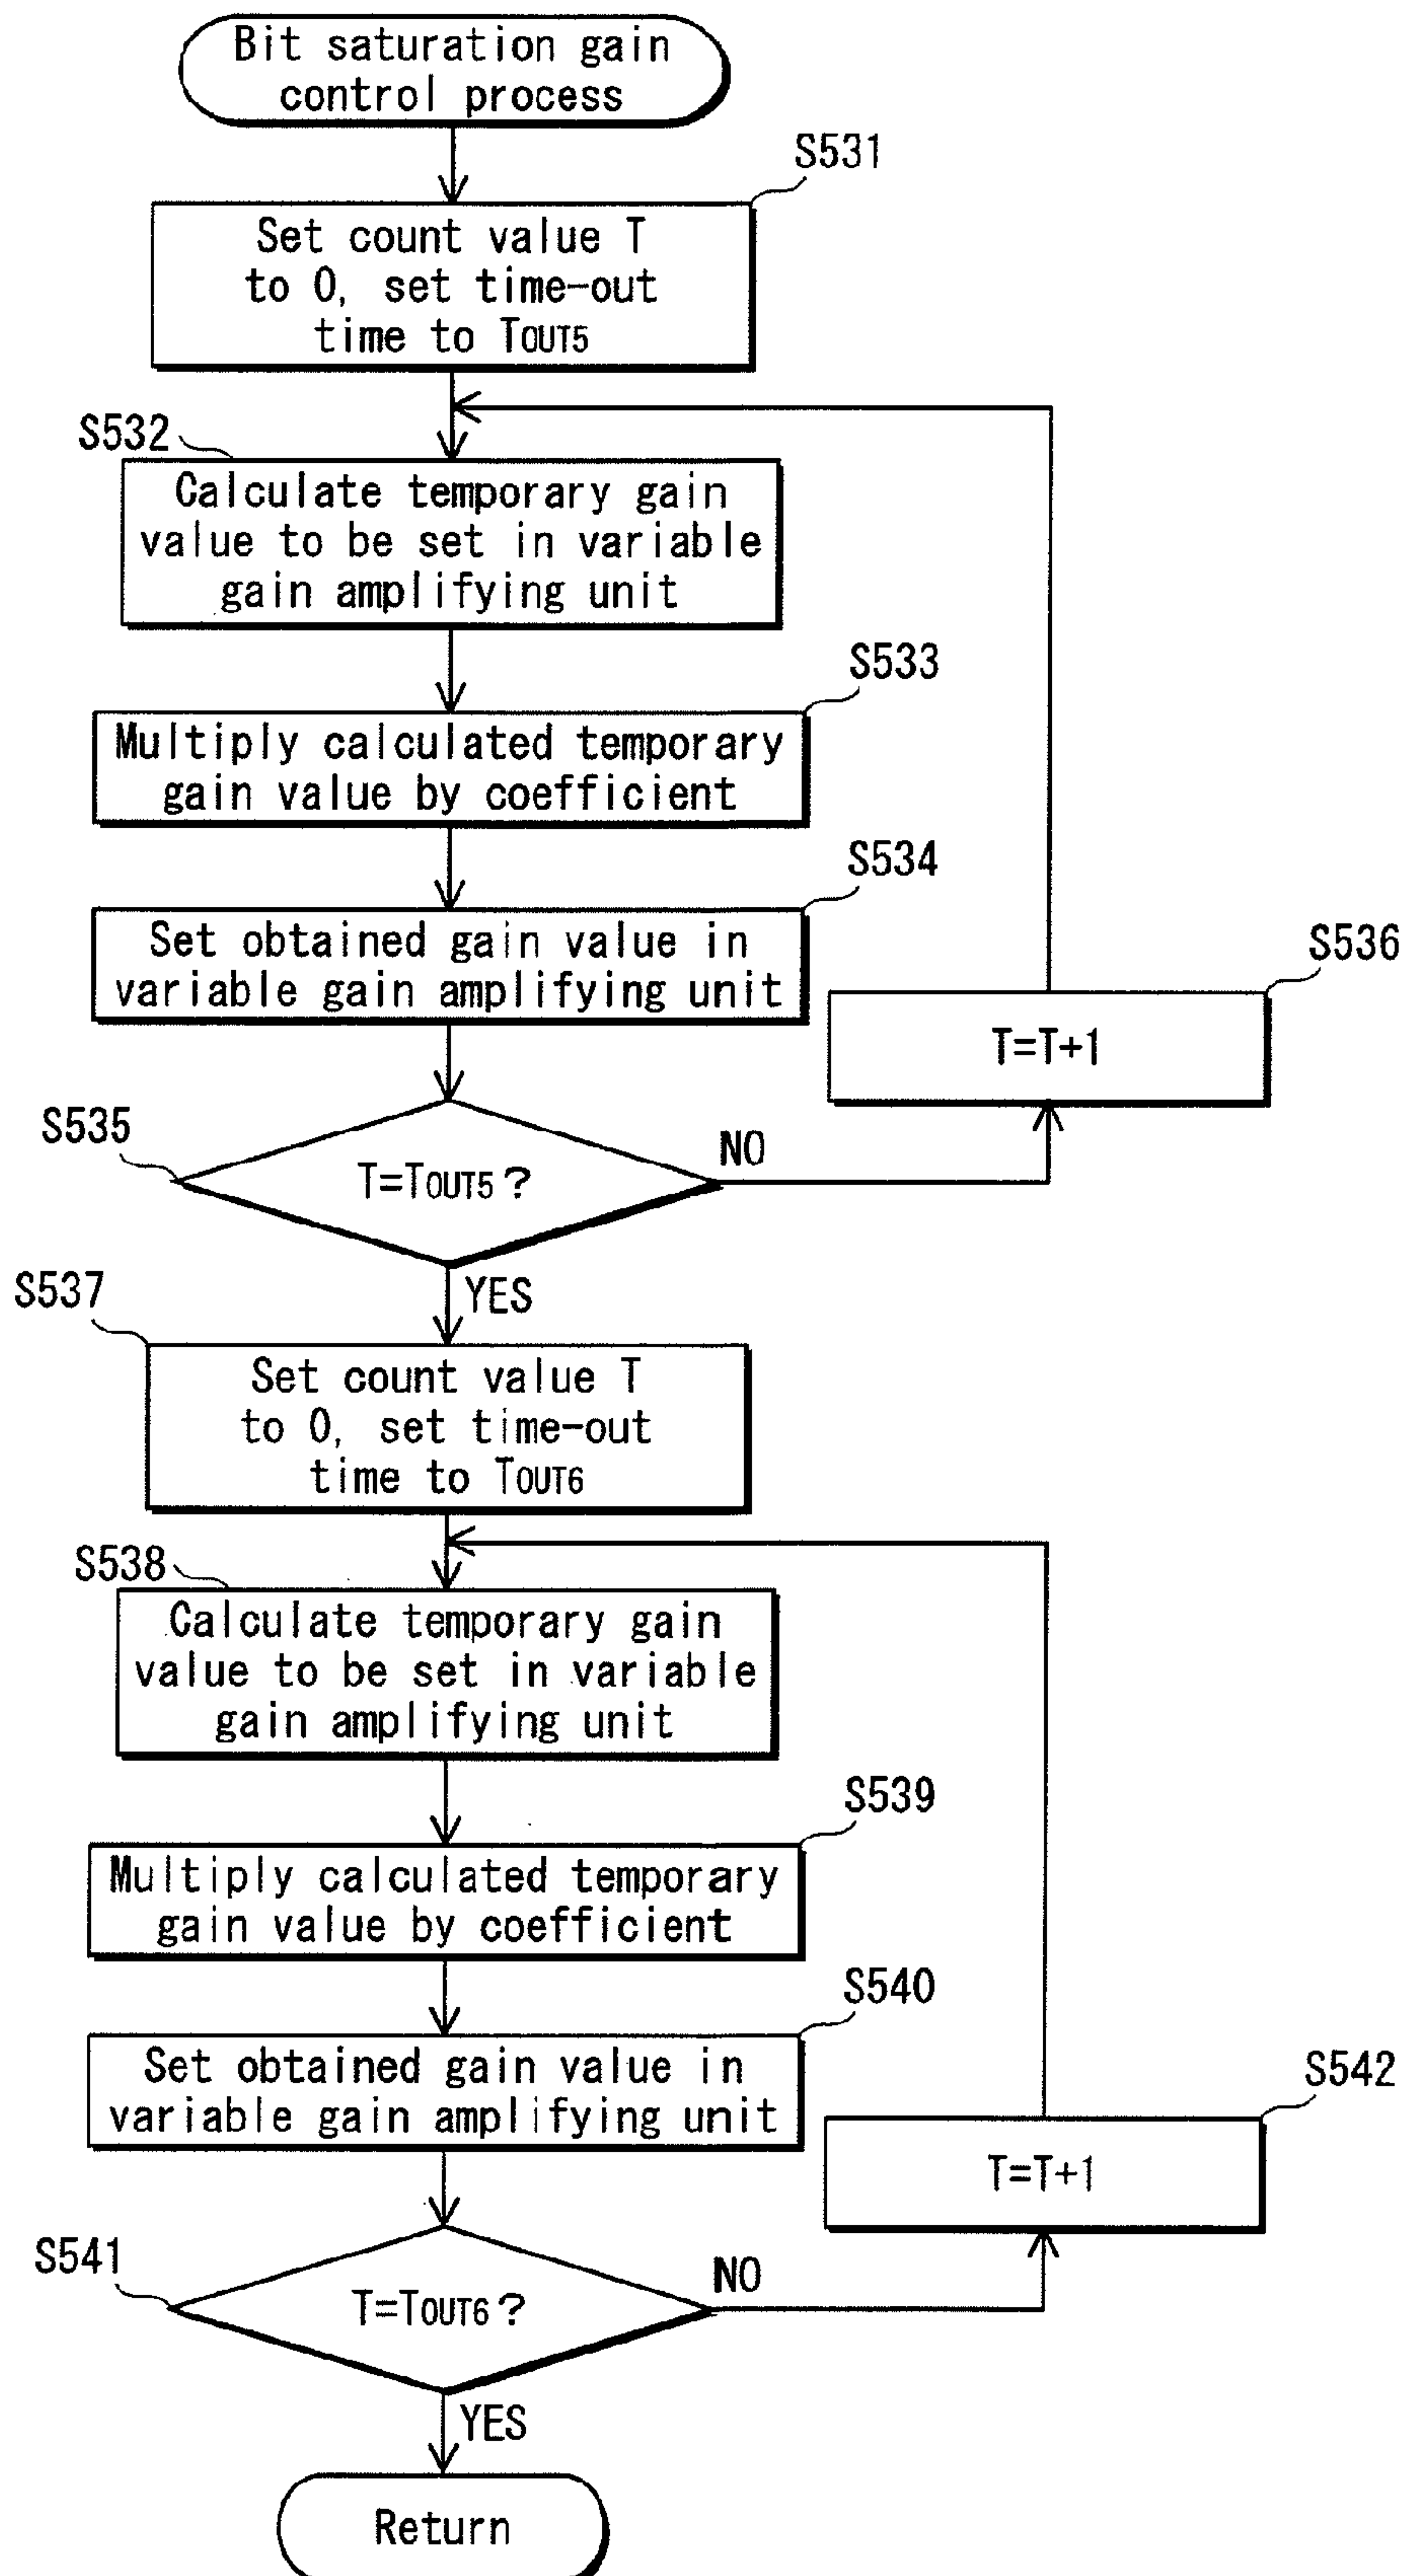 Bit saturation gain
control process
S531
Set count value T
to 0, set time-out
time to TOUT5
S532
Calculate temporary gain
value to be set in variable
gain amplifying unit
S533
Multiply calculated temporary
gain value by coefficient
S534
Set obtained gain value in
variable gain amplifying unit
S536
T=T+1
S535
T=TOUT5?
NO
YES
S537
Set count value T
to 0, set time-out
time to TOUT6
S538
Calculate temporary gain
value to be set in variable
gain amplifying unit
S539
Multiply calculated temporary
gain value by coefficient
S540
Set obtained gain value in
variable gain amplifying unit
S542
T=T+1
S541
T=TOUT6?
NO
YES
Return